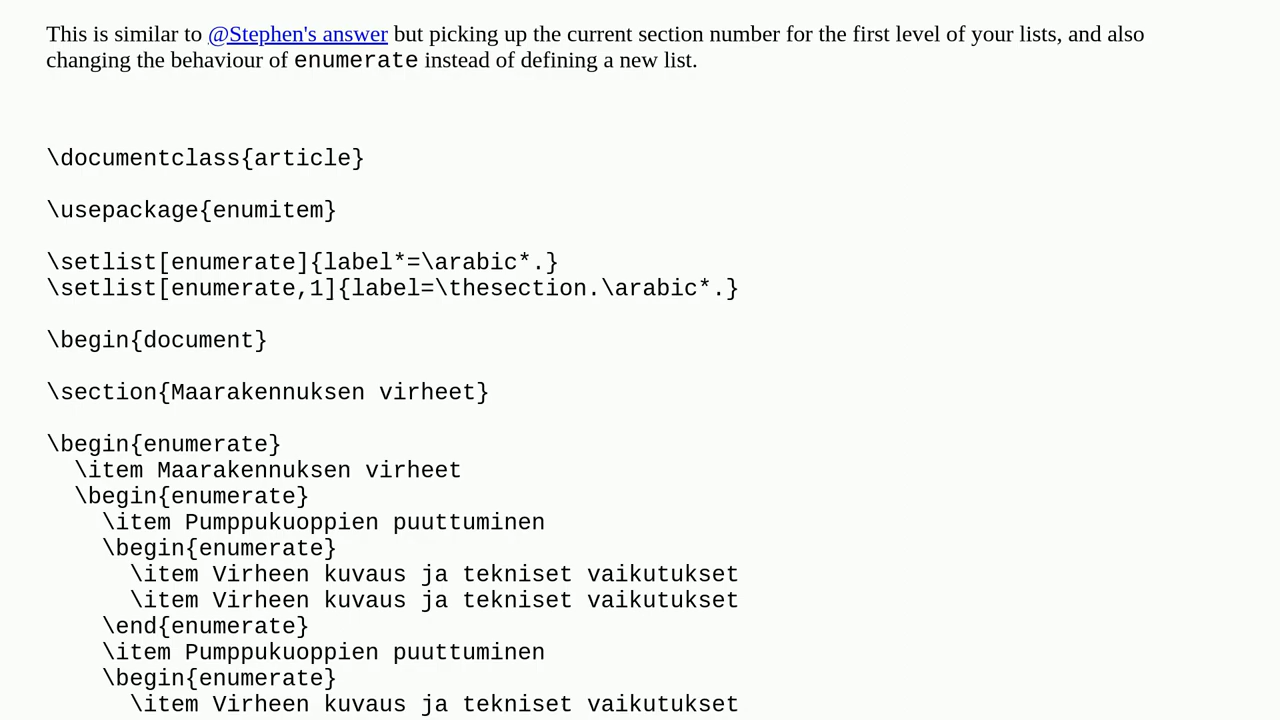 This is similar to @Stephen's answer but picking up the current section number for the first level of your lists, and also
changing the behaviour of enumerate instead of defining a new list.
\documentclass{article}
\usepackage{enumitem}
\setlist[enumerate]{label*=\arabic*.}
\setlist[enumerate,1]{label=\thesection.\arabic*.}
\begin{document}
\section{Maarakennuksen virheet}
\begin{enumerate}
  \item Maarakennuksen virheet
  \begin{enumerate}
    \item Pumppukuoppien puuttuminen
    \begin{enumerate}
      \item Virheen kuvaus ja tekniset vaikutukset
      \item Virheen kuvaus ja tekniset vaikutukset
    \end{enumerate}
    \item Pumppukuoppien puuttuminen
    \begin{enumerate}
      \item Virheen kuvaus ja tekniset vaikutukset